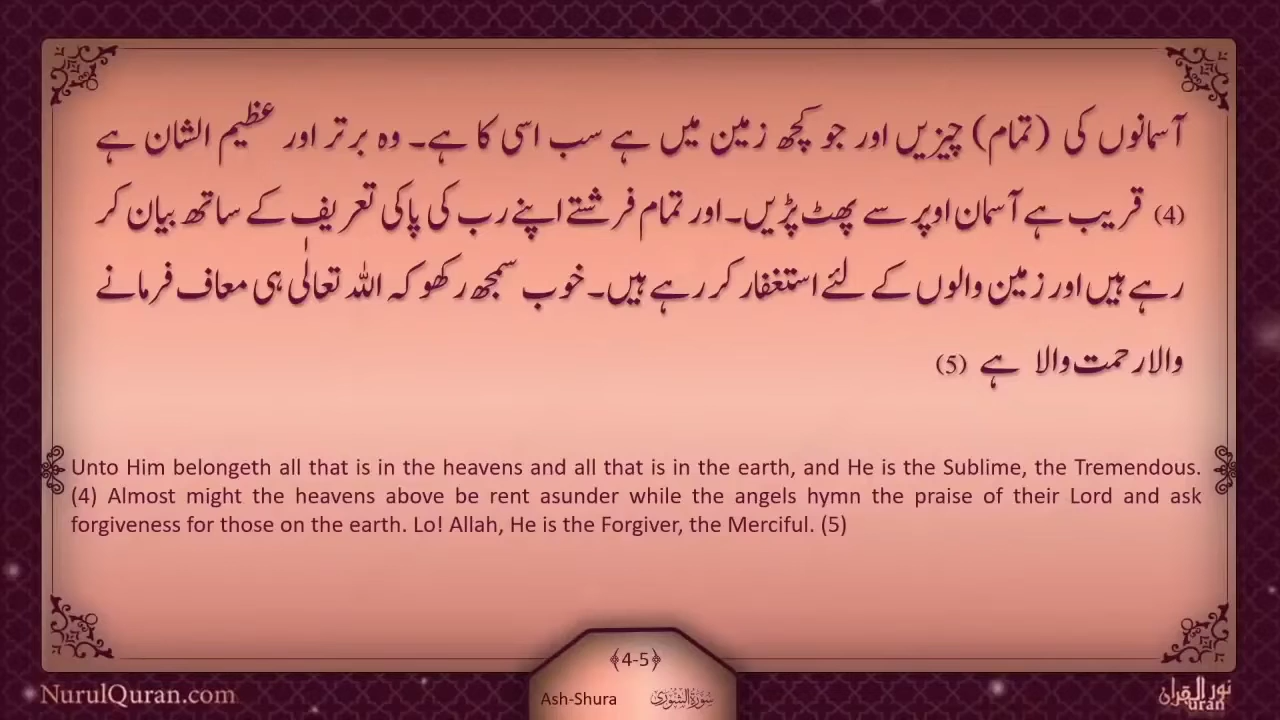 آسمانوں کی (تمام) چیزیں اور جو کچھ زمین میں ہے سب اسی کا ہے۔ وہ برتر اور عظیم الشان ہے
(4) قریب ہے آسمان اوپر سے پھٹ پڑیں۔ اور تمام فرشتے اپنے رب کی پاکی تعریف کے ساتھ بیان کر
رہے ہیں اور زمین والوں کے لئے استغفار کر رہے ہیں۔ خوب سمجھ رکھو کہ اللہ تعالٰی ہی معاف فرمانے
والا رحمت والا ہے (5)
Unto Him belongeth all that is in the heavens and all that is in the earth, and He is the Sublime, the Tremendous.
(4) Almost might the heavens above be rent asunder while the angels hymn the praise of their Lord and ask
forgiveness for those on the earth. Lo! Allah, He is the Forgiver, the Merciful. (5)
﴾4-5﴿
NurulQuran.com
Ash-Shura سُورَةُ الشُّورَىٰ
نور القرآن
uran